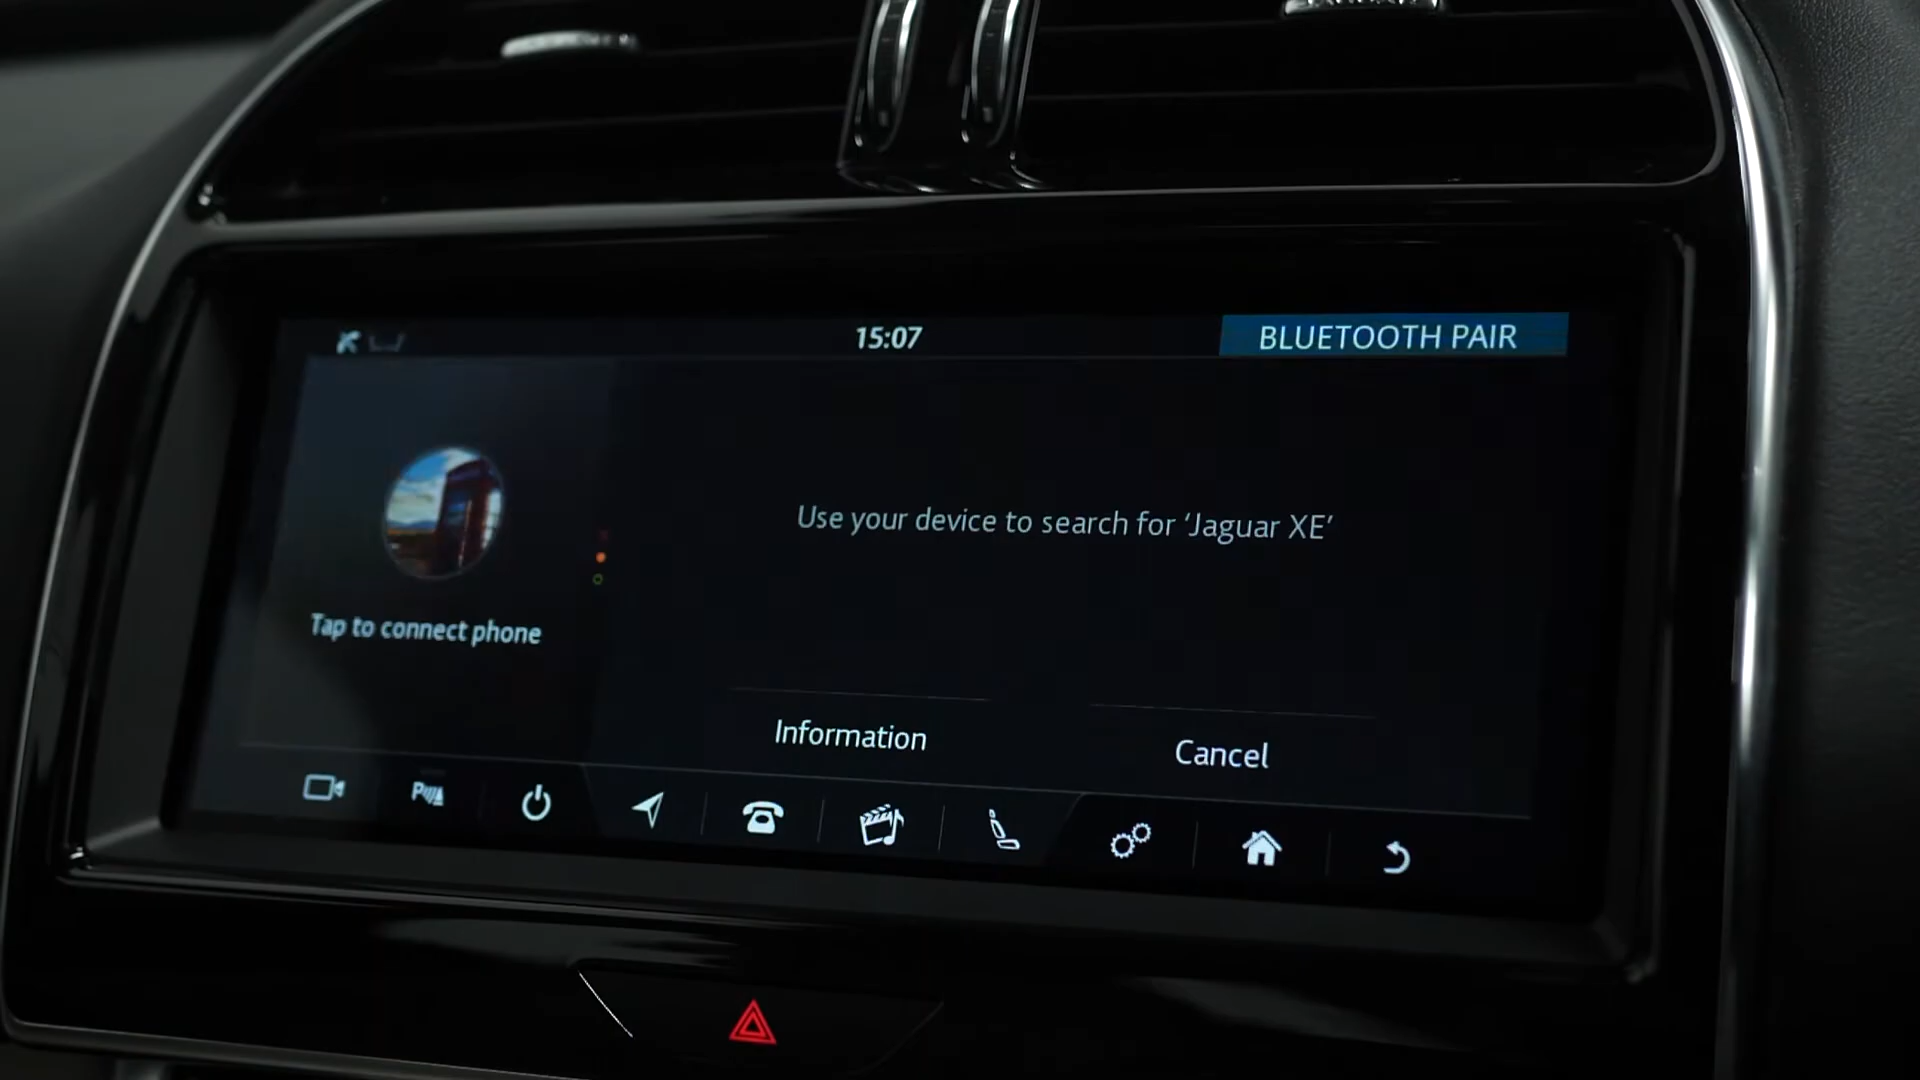 15:07
BLUETOOTH PAIR
Use your device to search for ‘Jaguar XE’
Tap to connect phone
Information
Cancel
P